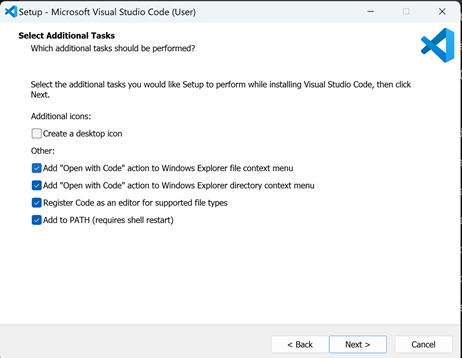 Setup - Microsoft Visual Studio Code (User)
Select Additional Tasks
Which additional tasks should be performed?
Select the additional tasks you would like Setup to perform while installing Visual Studio Code, then click
Next.
Additional icons:
Create a desktop icon
Other:
Add "Open with Code" action to Windows Explorer file context menu
Add "Open with Code" action to Windows Explorer directory context menu
Register Code as an editor for supported file types
Add to PATH (requires shell restart)
< Back
Next >
Cancel